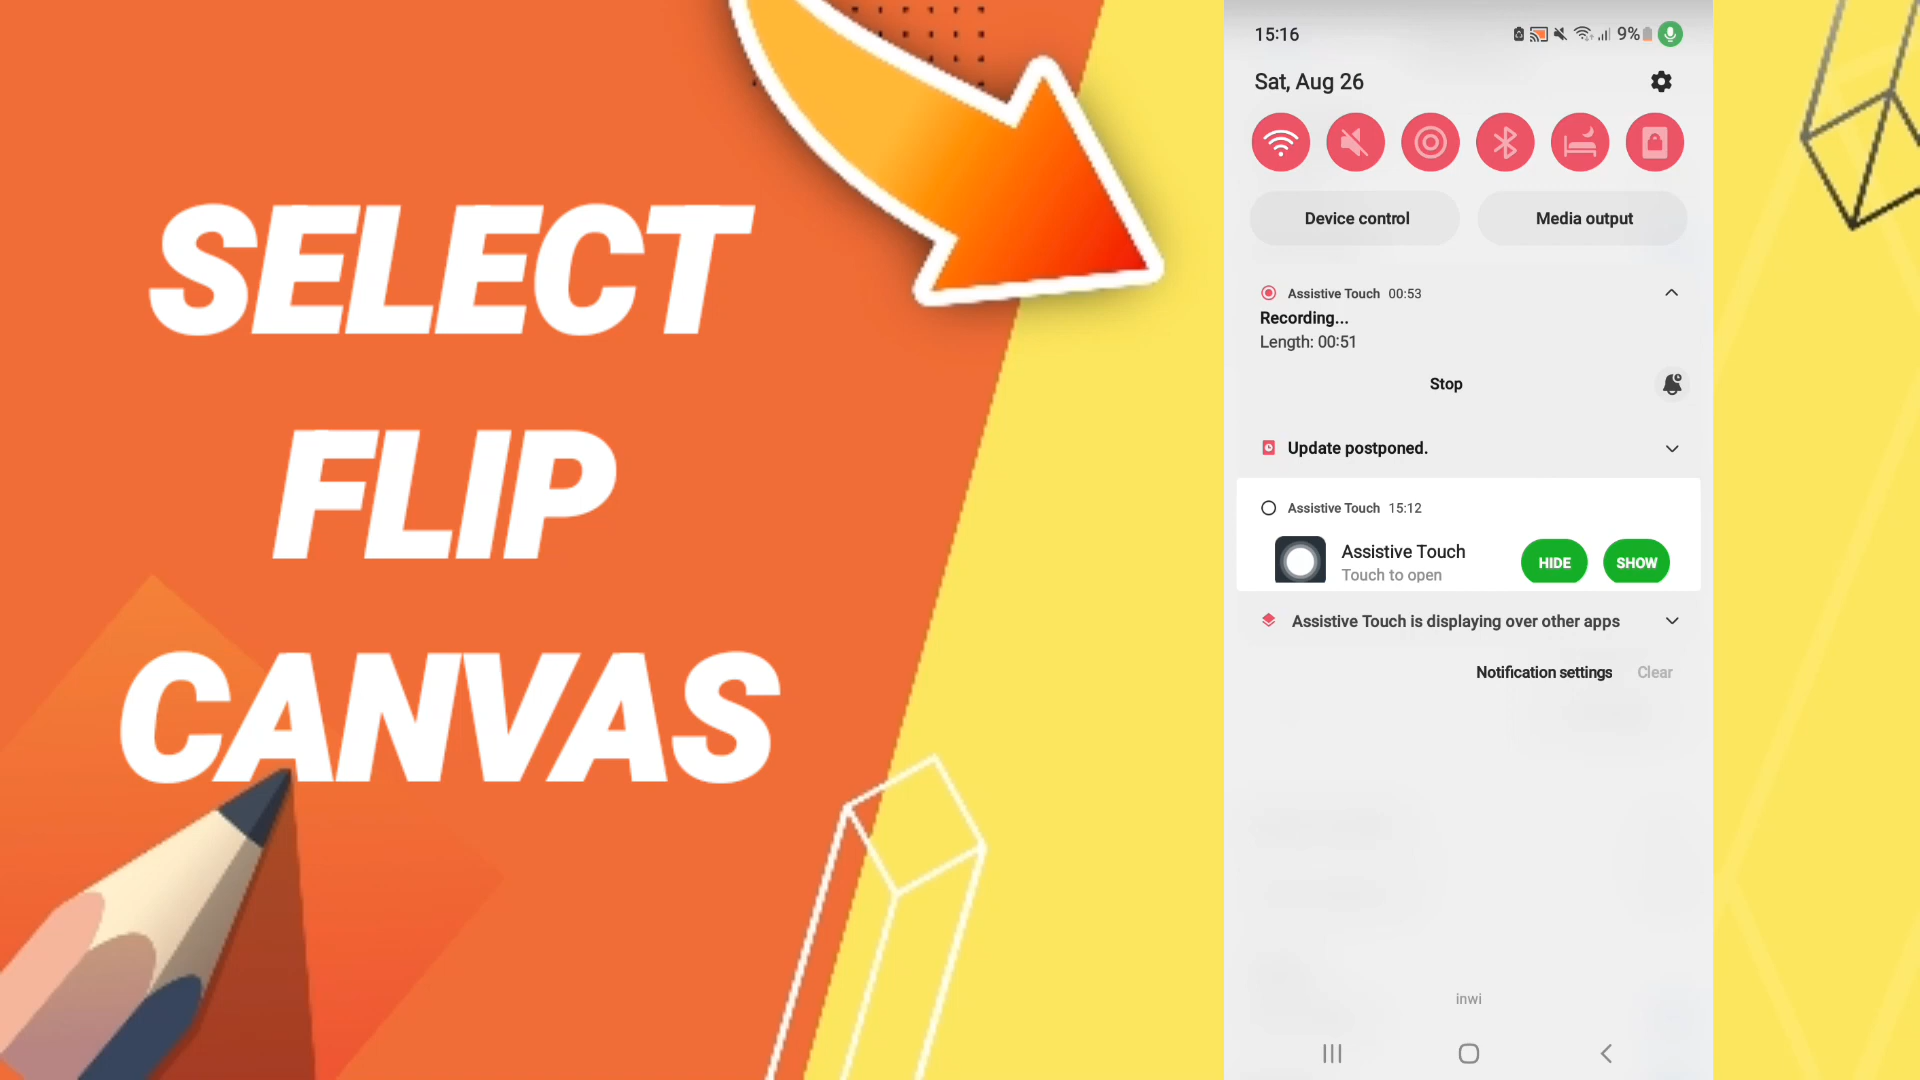 SELECT
FLIP
CANVAS
15:16
9%
Sat, Aug 26
Device control
Media output
Assistive Touch 00:53
Recording...
Length: 00:51
Stop
Update postponed.
Assistive Touch 15:12
Assistive Touch
Touch to open
HIDE
SHOW
Assistive Touch is displaying over other apps
Notification settings
Clear
inwi